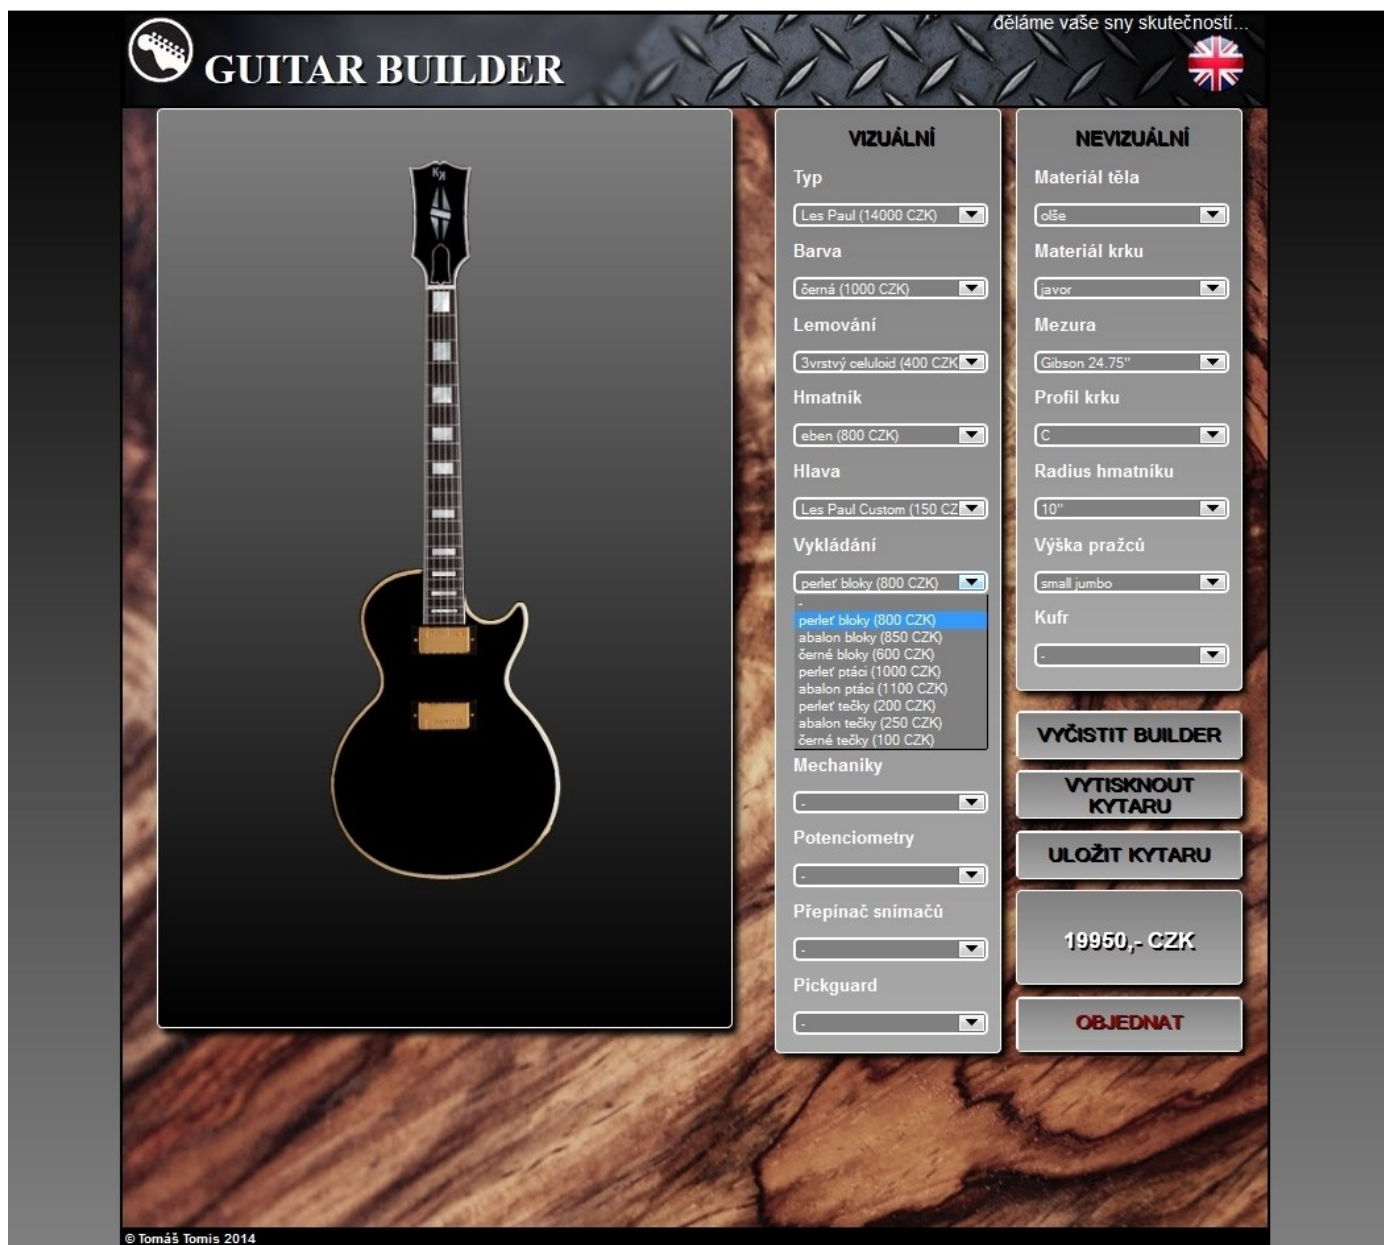 děláme vaše sny skutečností...
GUITAR BUILDER
VIZUÁLNÍ
Typ
Les Paul (14000 CZK)
Barva
černá (1000 CZK)
Lemování
3vrstvý celuloid (400 CZK
Hmatník
eben (800 CZK)
Hlava
Les Paul Custom (150 CZ
Vykládání
perleť bloky (800 CZK)
-
perleť bloky (800 CZK)
abalon bloky (850 CZK)
černé bloky (600 CZK)
perleť ptáci (1000 CZK)
abalon ptáci (1100 CZK)
perleť tečky (200 CZK)
abalon tečky (250 CZK)
černé tečky (100 CZK)
Mechaniky
-
Potenciometry
-
Přepínač snímačů
-
Pickguard
-
NEVIZUÁLNÍ
Materiál těla
olše
Materiál krku
javor
Mezura
Gibson 24.75"
Profil krku
C
Radius hmatníku
10"
Výška pražců
small jumbo
Kufr
-
VYČISTIT BUILDER
VYTISKNOUT
KYTARU
ULOŽIT KYTARU
19950,- CZK
OBJEDNAT
© Tomáš Tomis 2014